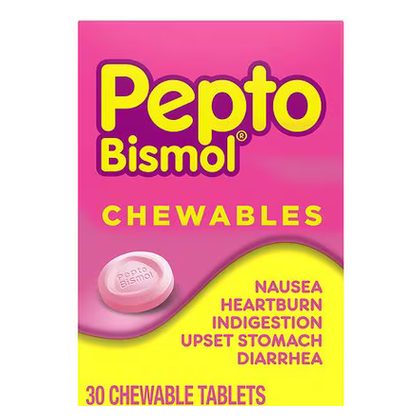 Pepto
Bismol®
CHEWABLES
Pepto
Bismol
NAUSEA
HEARTBURN
INDIGESTION
UPSET STOMACH
DIARRHEA
30 CHEWABLE TABLETS